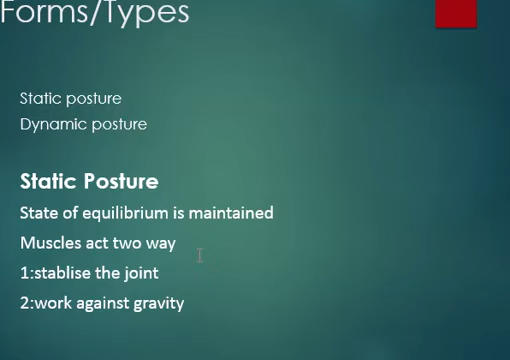 Forms/Types
Static posture
Dynamic posture
Static Posture
State of equilibrium is maintained
Muscles act two way
1:stablise the joint
2:work against gravity